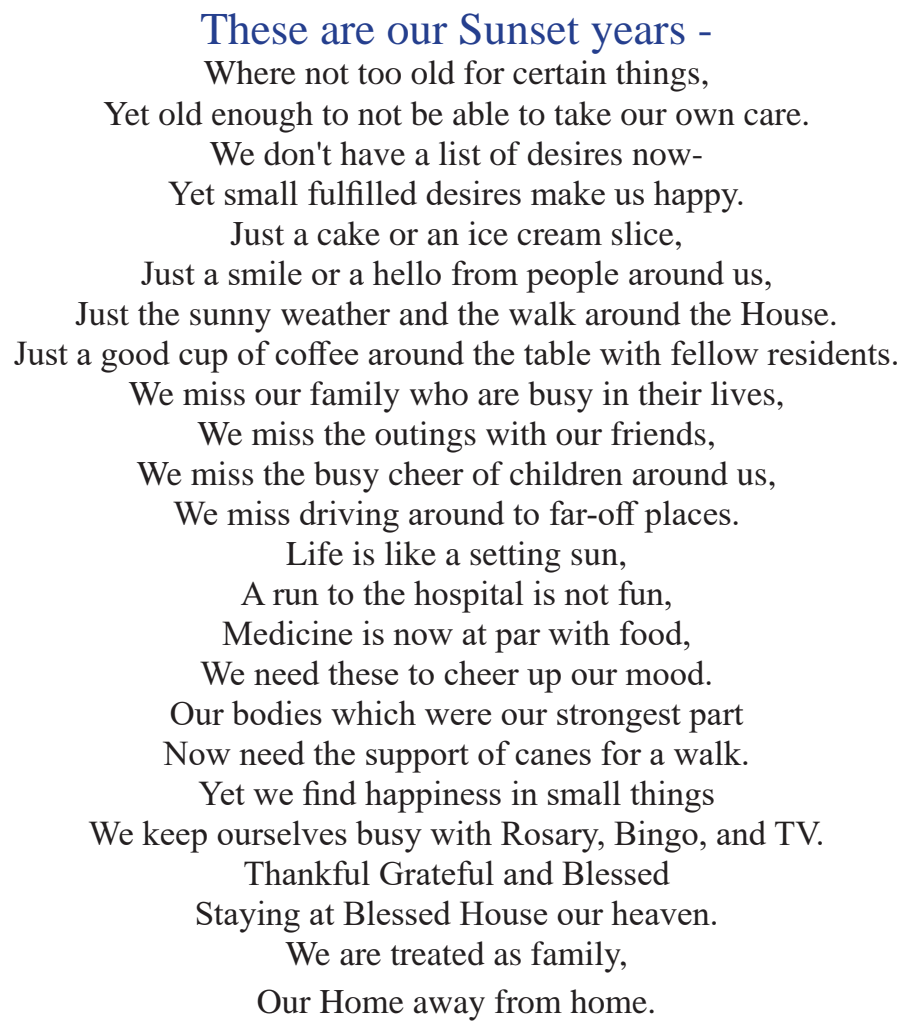 These are our Sunset years -
Where not too old for certain things,
Yet old enough to not be able to take our own care.
We don't have a list of desires now-
Yet small fulfilled desires make us happy.
Just a cake or an ice cream slice,
Just a smile or a hello from people around us,
Just the sunny weather and the walk around the House.
Just a good cup of coffee around the table with fellow residents.
We miss our family who are busy in their lives,
We miss the outings with our friends,
We miss the busy cheer of children around us,
We miss driving around to far-off places.
Life is like a setting sun,
A run to the hospital is not fun,
Medicine is now at par with food,
We need these to cheer up our mood.
Our bodies which were our strongest part
Now need the support of canes for a walk.
Yet we find happiness in small things
We keep ourselves busy with Rosary, Bingo, and TV.
Thankful Grateful and Blessed
Staying at Blessed House our heaven.
We are treated as family,
Our Home away from home.